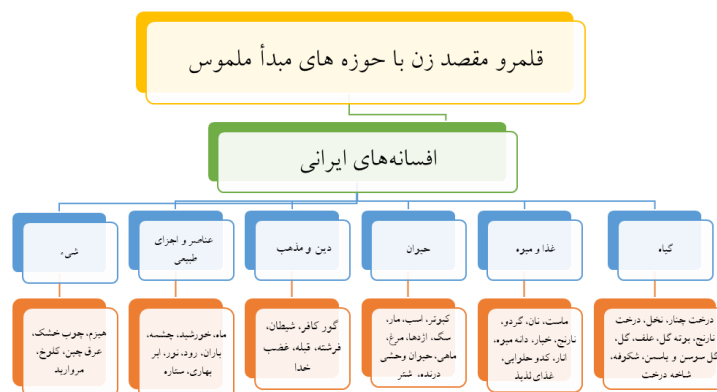 قلمرو مقصد زن با حوزه های مبدأ ملموس
افسانه‌های ایرانی
گیاه
غذا و میوه
حیوان
دین و مذهب
عناصر و اجزای
طبیعی
شیء
درخت چنار، نخل، درخت
نارنج، بوته گل، علف، گل،
گل سوسن و یاسمن، شکوفه،
شاخه درخت
ماست، نان، گردو،
نارنج، خیار، دانه میوه،
انار، کدو حلوایی،
غذای لذیذ
کبوتر، اسب، مار،
سگ، اژدها، مرغ،
ماهی، حیوان وحشی
درنده، شتر
گور کافر، شیطان،
فرشته، قبله، غضب
خدا
ماه، خورشید، چشمه،
باران، رود، نور، ابر
بهاری، ستاره
هیزم، چوب خشک،
عرق چین، کلوخ،
مروارید